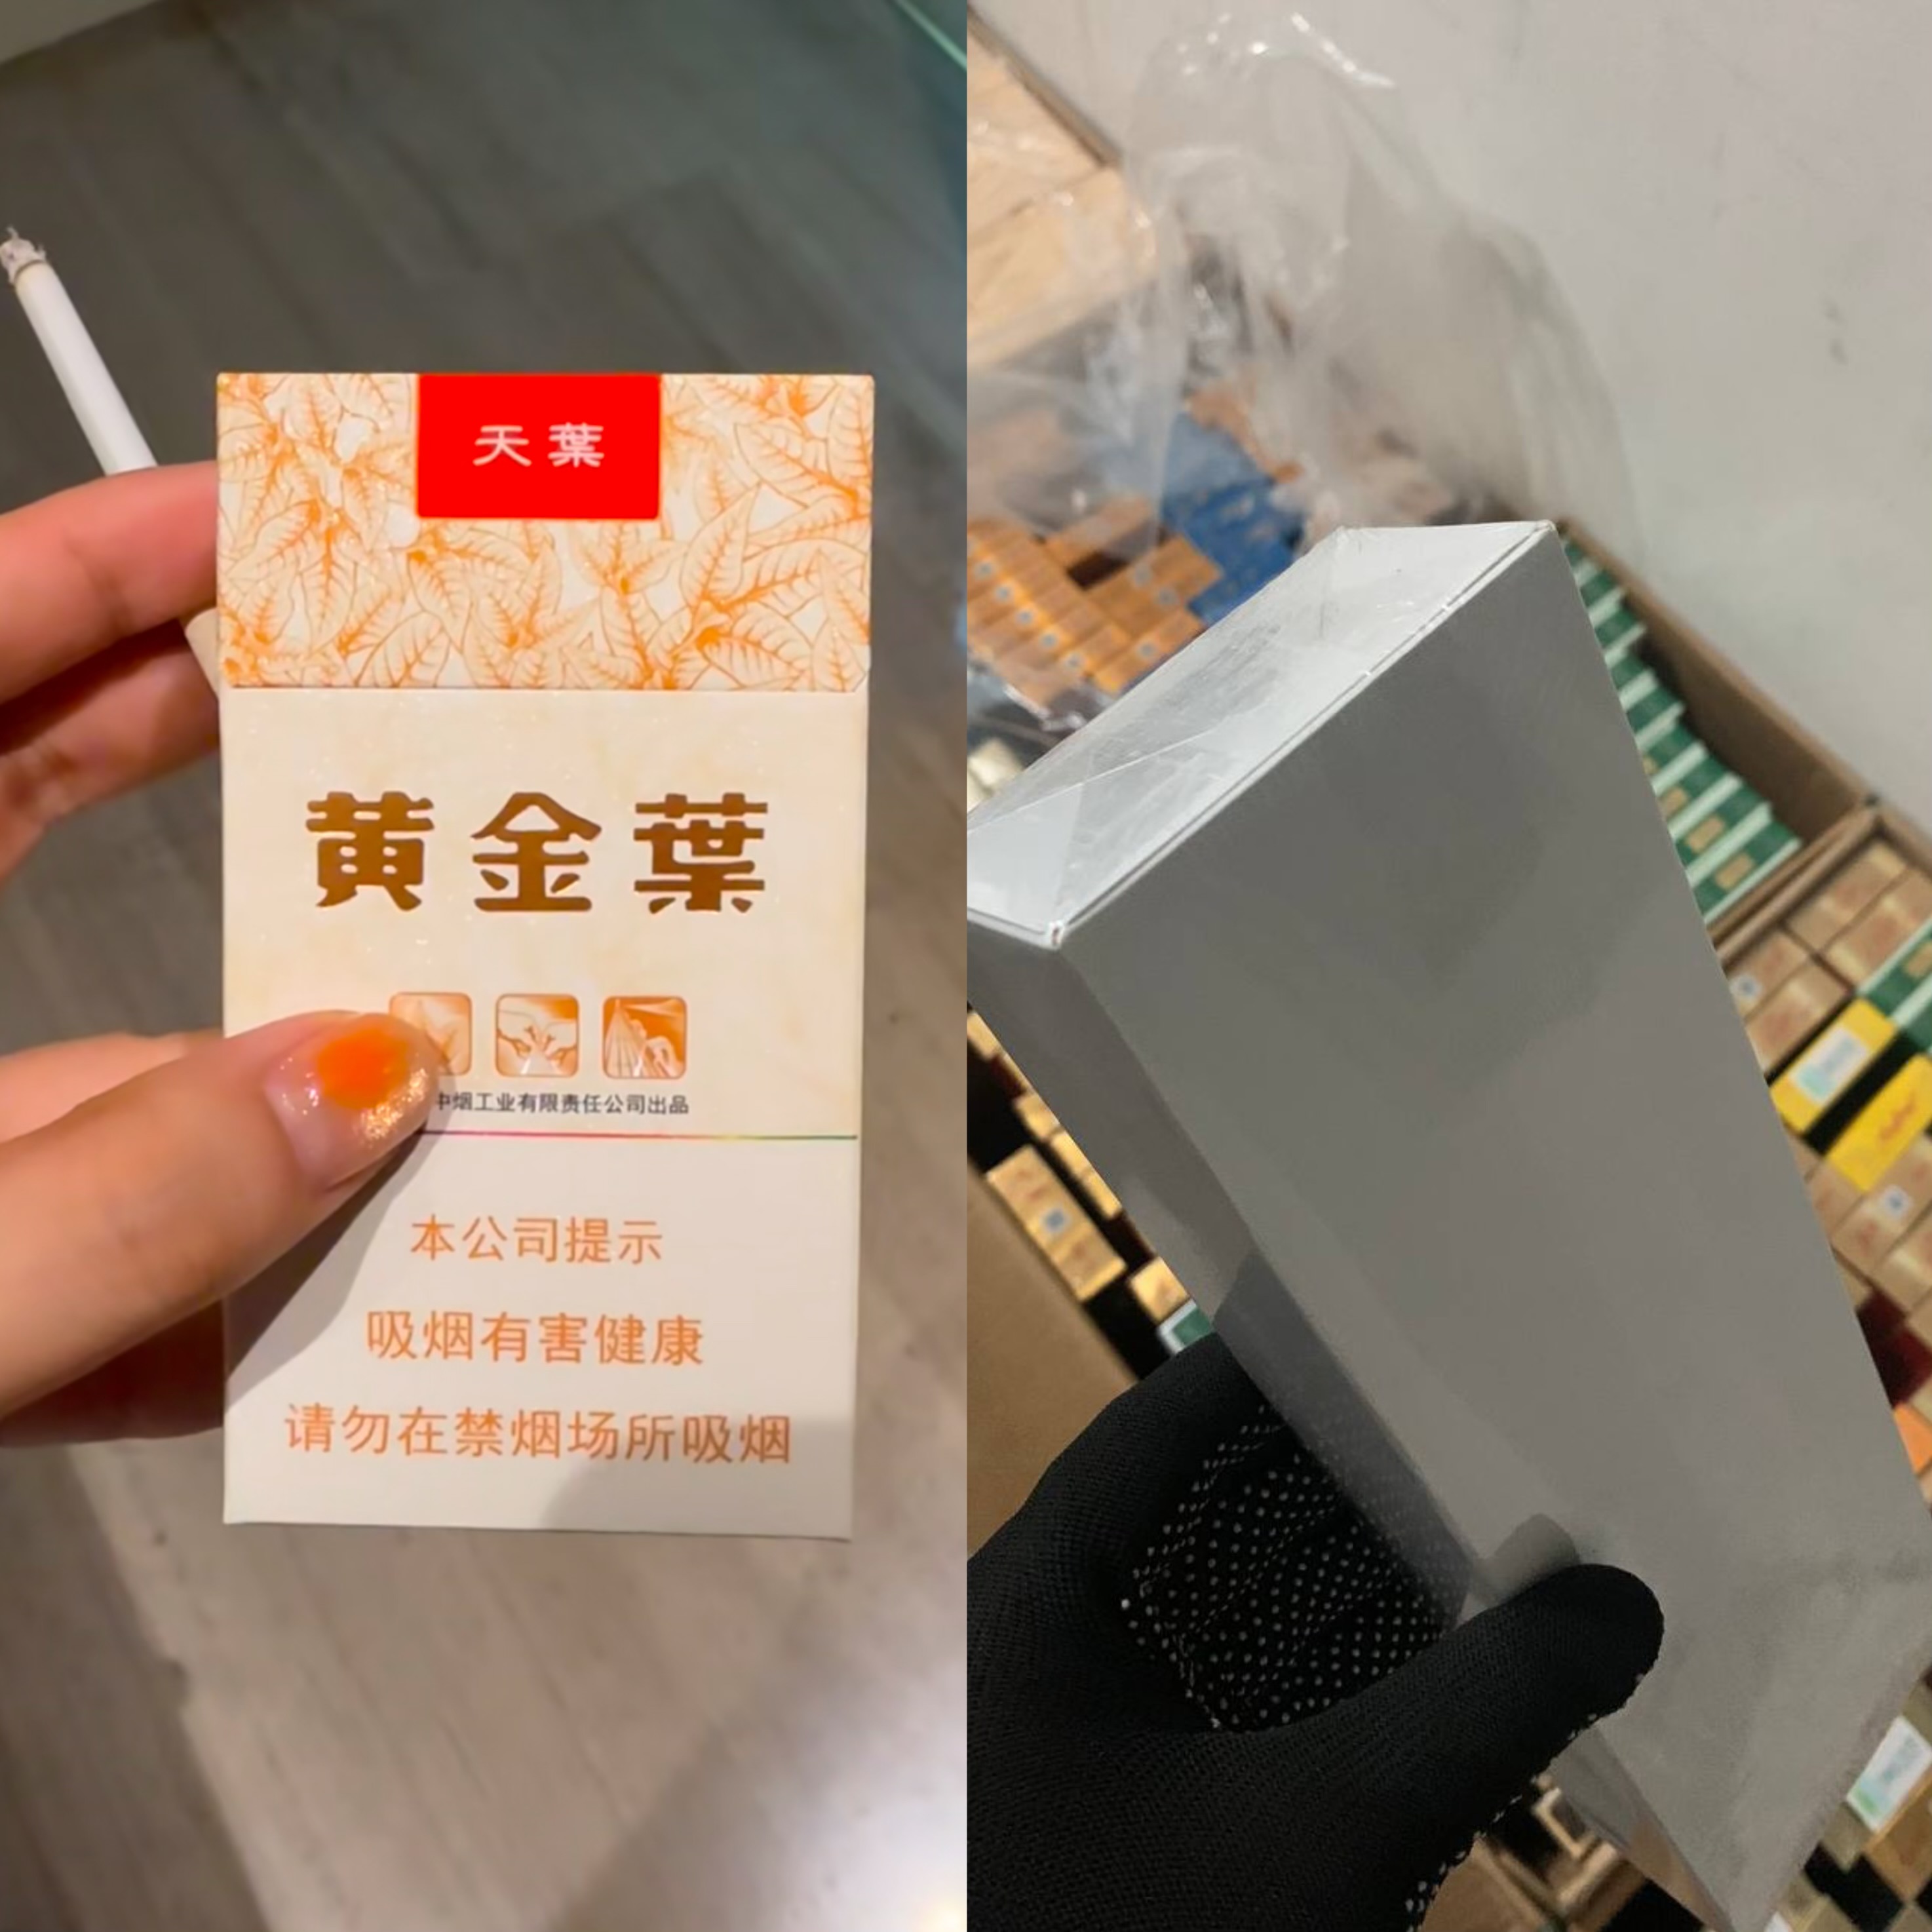 天葉
黄金葉
中烟工业有限责任公司出品
本公司提示
吸烟有害健康
请勿在禁烟场所吸烟